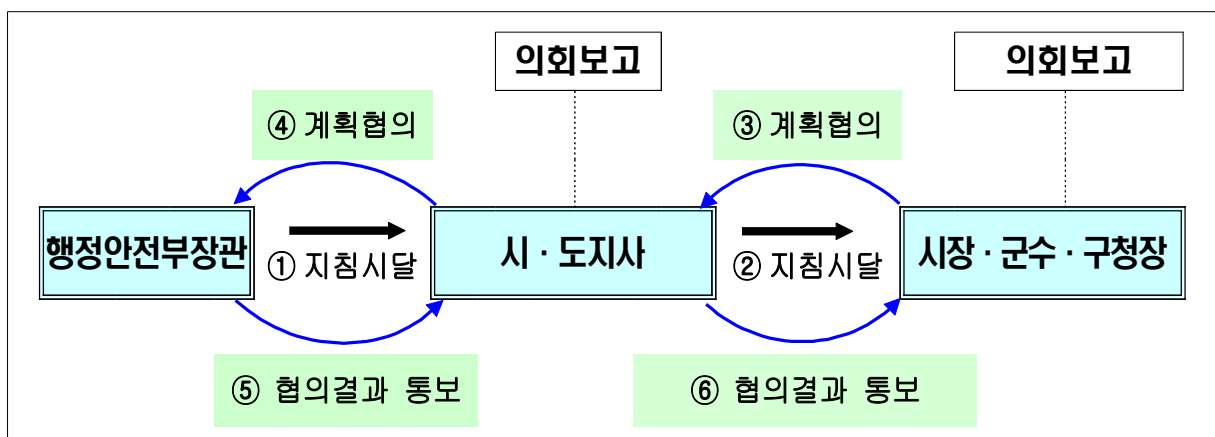 의회보고
의회보고
④ 계획협의
③ 계획협의
행정안전부장관
① 지침시달
시 · 도지사
② 지침시달
시장 · 군수 · 구청장
⑤ 협의결과 통보
⑥ 협의결과 통보